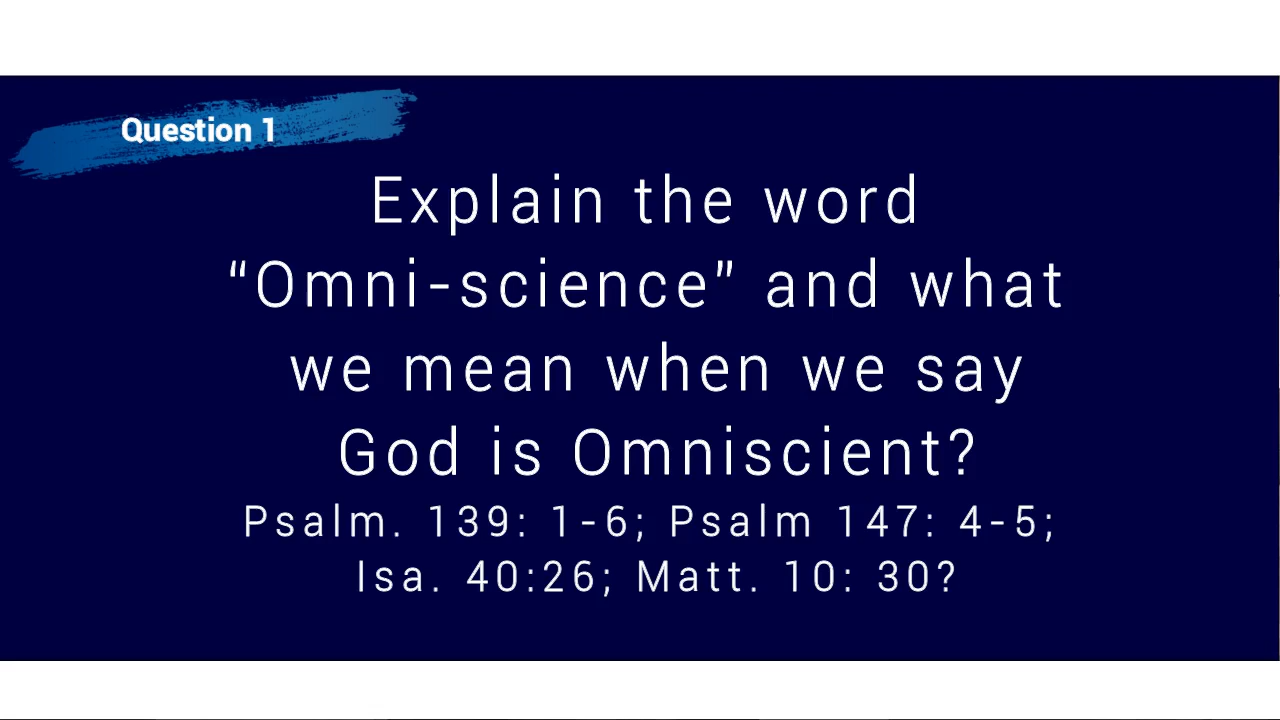 Question 1
Explain the word
“Omni-science” and what
we mean when we say
God is Omniscient?
Psalm. 139: 1-6; Psalm 147: 4-5;
Isa. 40:26; Matt. 10: 30?